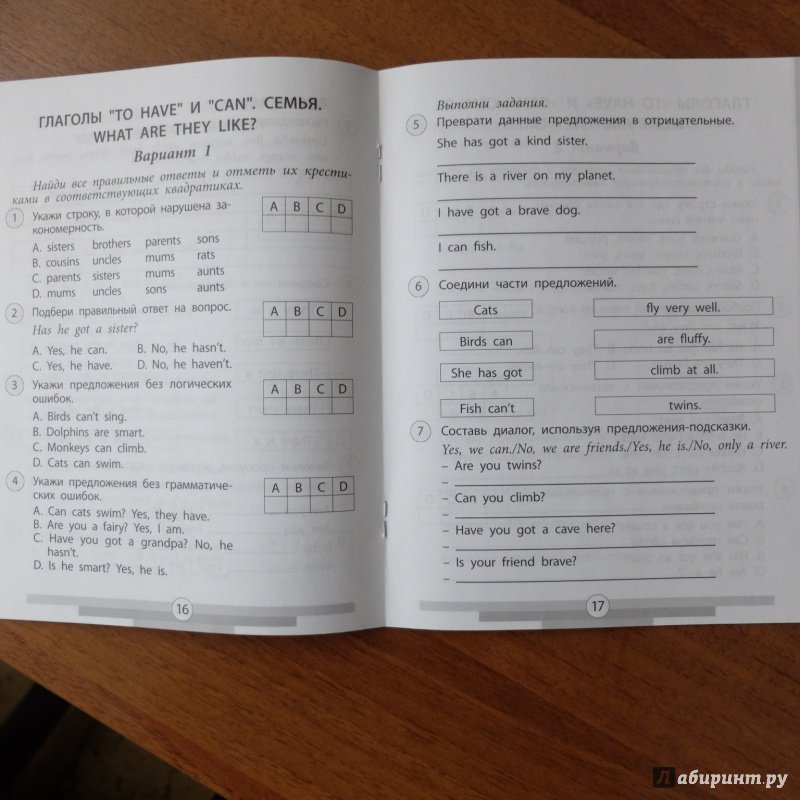 ГЛАГОЛЫ "TO HAVE" И "CAN". СЕМЬЯ.
WHAT ARE THEY LIKE?
Вариант 1
Найди все правильные ответы и отметь их крести-
ками в соответствующих квадратиках.
1 Укажи строку, в которой нарушена за-
кономерность.
A B C D
A. sisters brothers parents sons
B. cousins uncles mums rats
C. parents sisters mums aunts
D. mums uncles sons aunts
2 Подбери правильный ответ на вопрос.
Has he got a sister?
A B C D
A. Yes, he can. B. No, he hasn't.
C. Yes, he have. D. No, he haven't.
3 Укажи предложения без логических
ошибок.
A B C D
A. Birds can't sing.
B. Dolphins are smart.
C. Monkeys can climb.
D. Cats can swim.
4 Укажи предложения без грамматиче-
ских ошибок.
A B C D
A. Can cats swim? Yes, they have.
B. Are you a fairy? Yes, I am.
C. Have you got a grandpa? No, he
hasn't.
D. Is he smart? Yes, he is.
16
Выполни задания.
5 Преврати данные предложения в отрицательные.
She has got a kind sister.
There is a river on my planet.
I have got a brave dog.
I can fish.
6 Соедини части предложений.
Cats fly very well.
Birds can are fluffy.
She has got climb at all.
Fish can't twins.
7 Составь диалог, используя предложения-подсказки.
Yes, we can./No, we are friends./Yes, he is./No, only a river.
– Are you twins?
–
– Can you climb?
–
– Have you got a cave here?
–
– Is your friend brave?
–
17
Лабиринт.ру